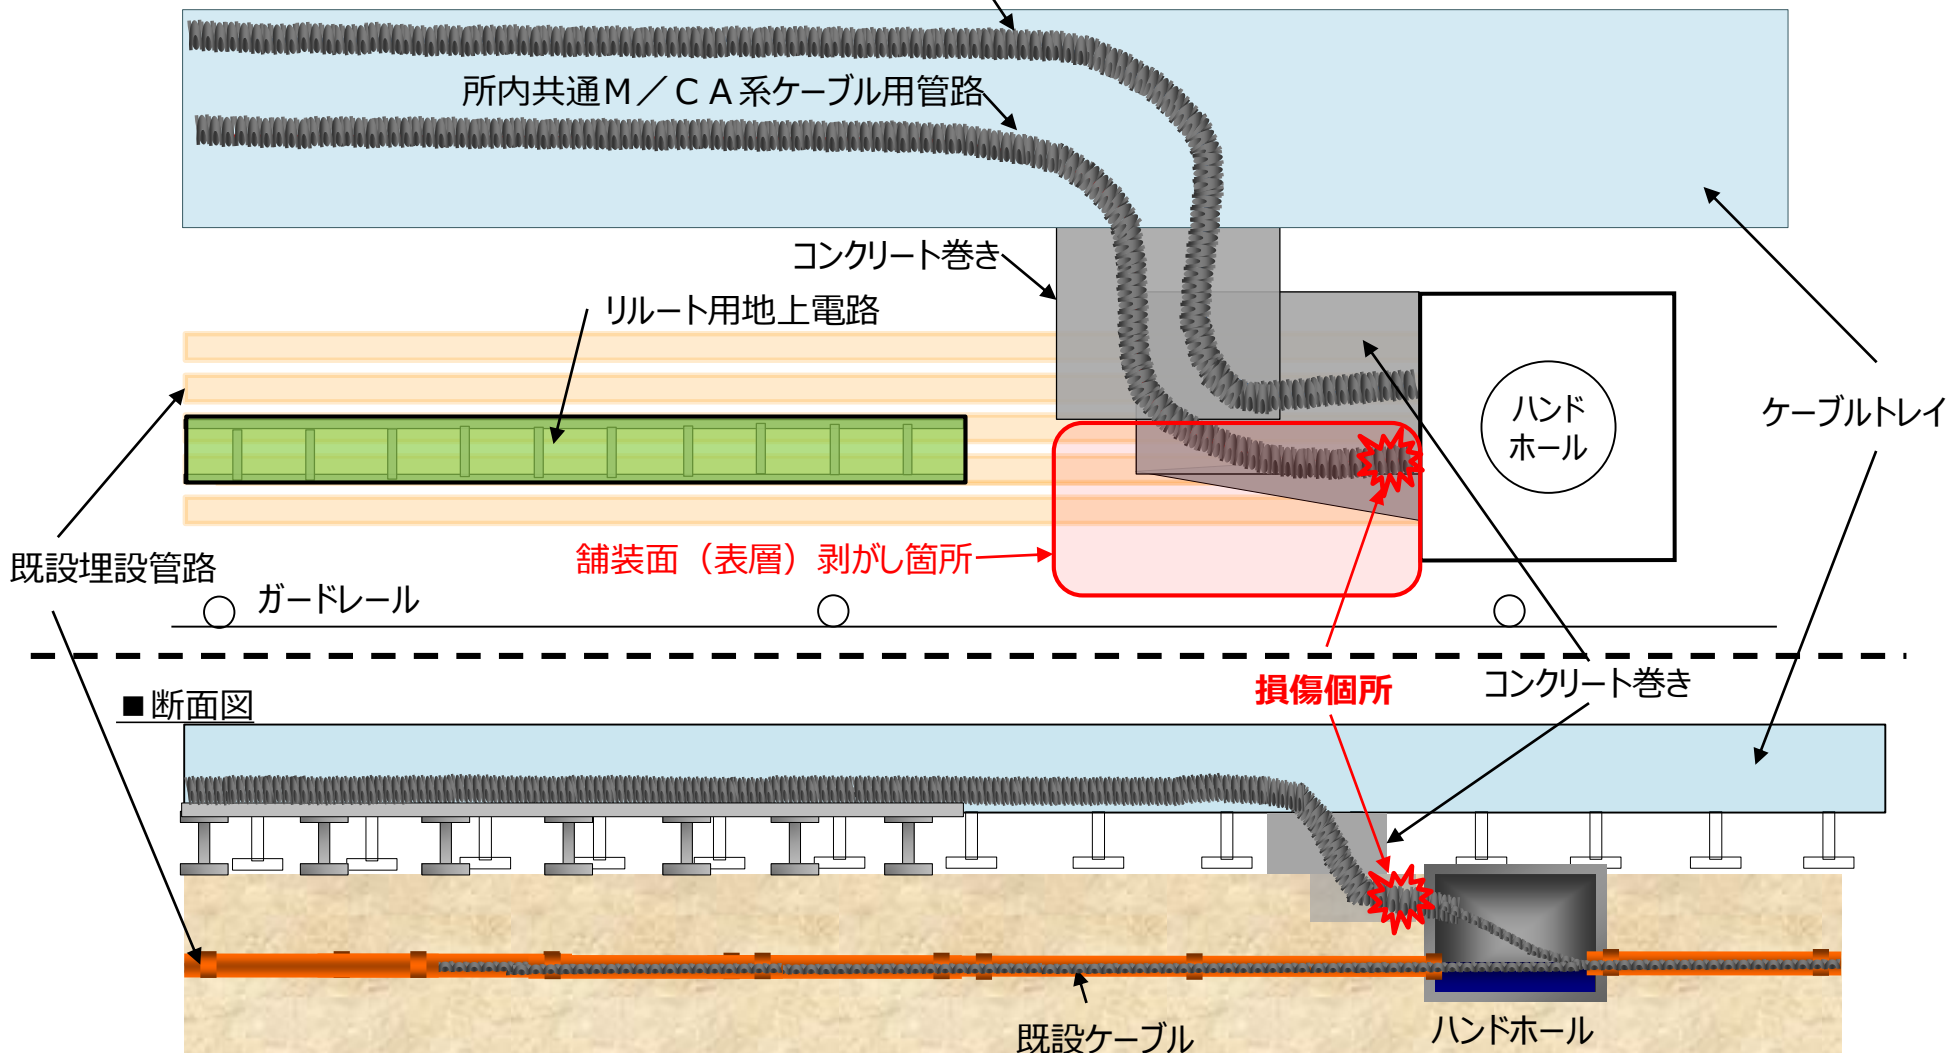 所内共通M/CA系ケーブル用管路
コンクリート巻き
リルート用地上電路
ハンド
ホール
ケーブルトレイ
舗装面(表層)剥がし箇所
既設埋設管路
ガードレール
損傷個所
コンクリート巻き
■断面図
既設ケーブル
ハンドホール